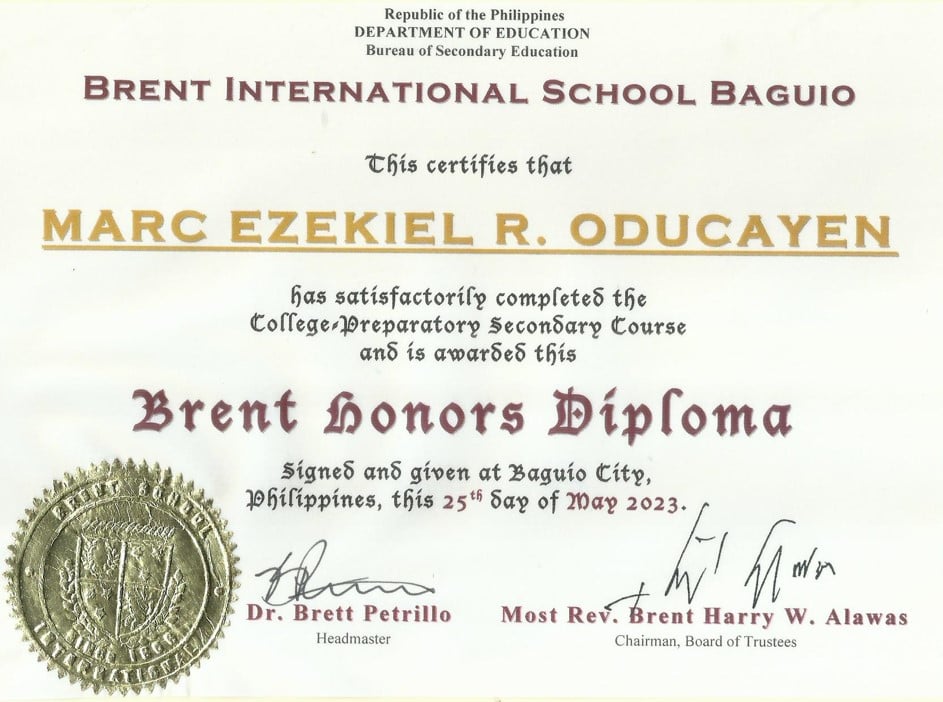 Republic of the Philippines
DEPARTMENT OF EDUCATION
Bureau of Secondary Education
BRENT INTERNATIONAL SCHOOL BAGUIO
This certifies that
MARC EZEKIEL R. ODUCAYEN
has satisfactorily completed the
College-Preparatory Secondary Course
and is awarded this
Brent Honors Diploma
Signed and given at Baguio City,
Philippines, this 25th day of May 2023.
Dr. Brett Petrillo
Headmaster
Most Rev. Brent Harry W. Alawas
Chairman, Board of Trustees
BRENT SCHOOL
INTERNATIONAL